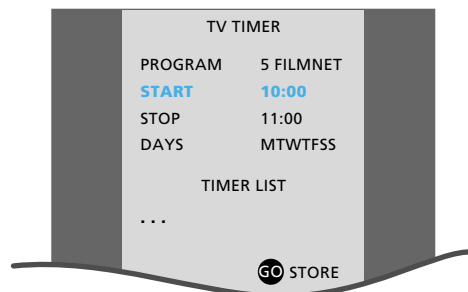 TV TIMER
PROGRAM 5 FILMNET
START 10:00
STOP 11:00
DAYS MTWTFSS
TIMER LIST
...
GO STORE